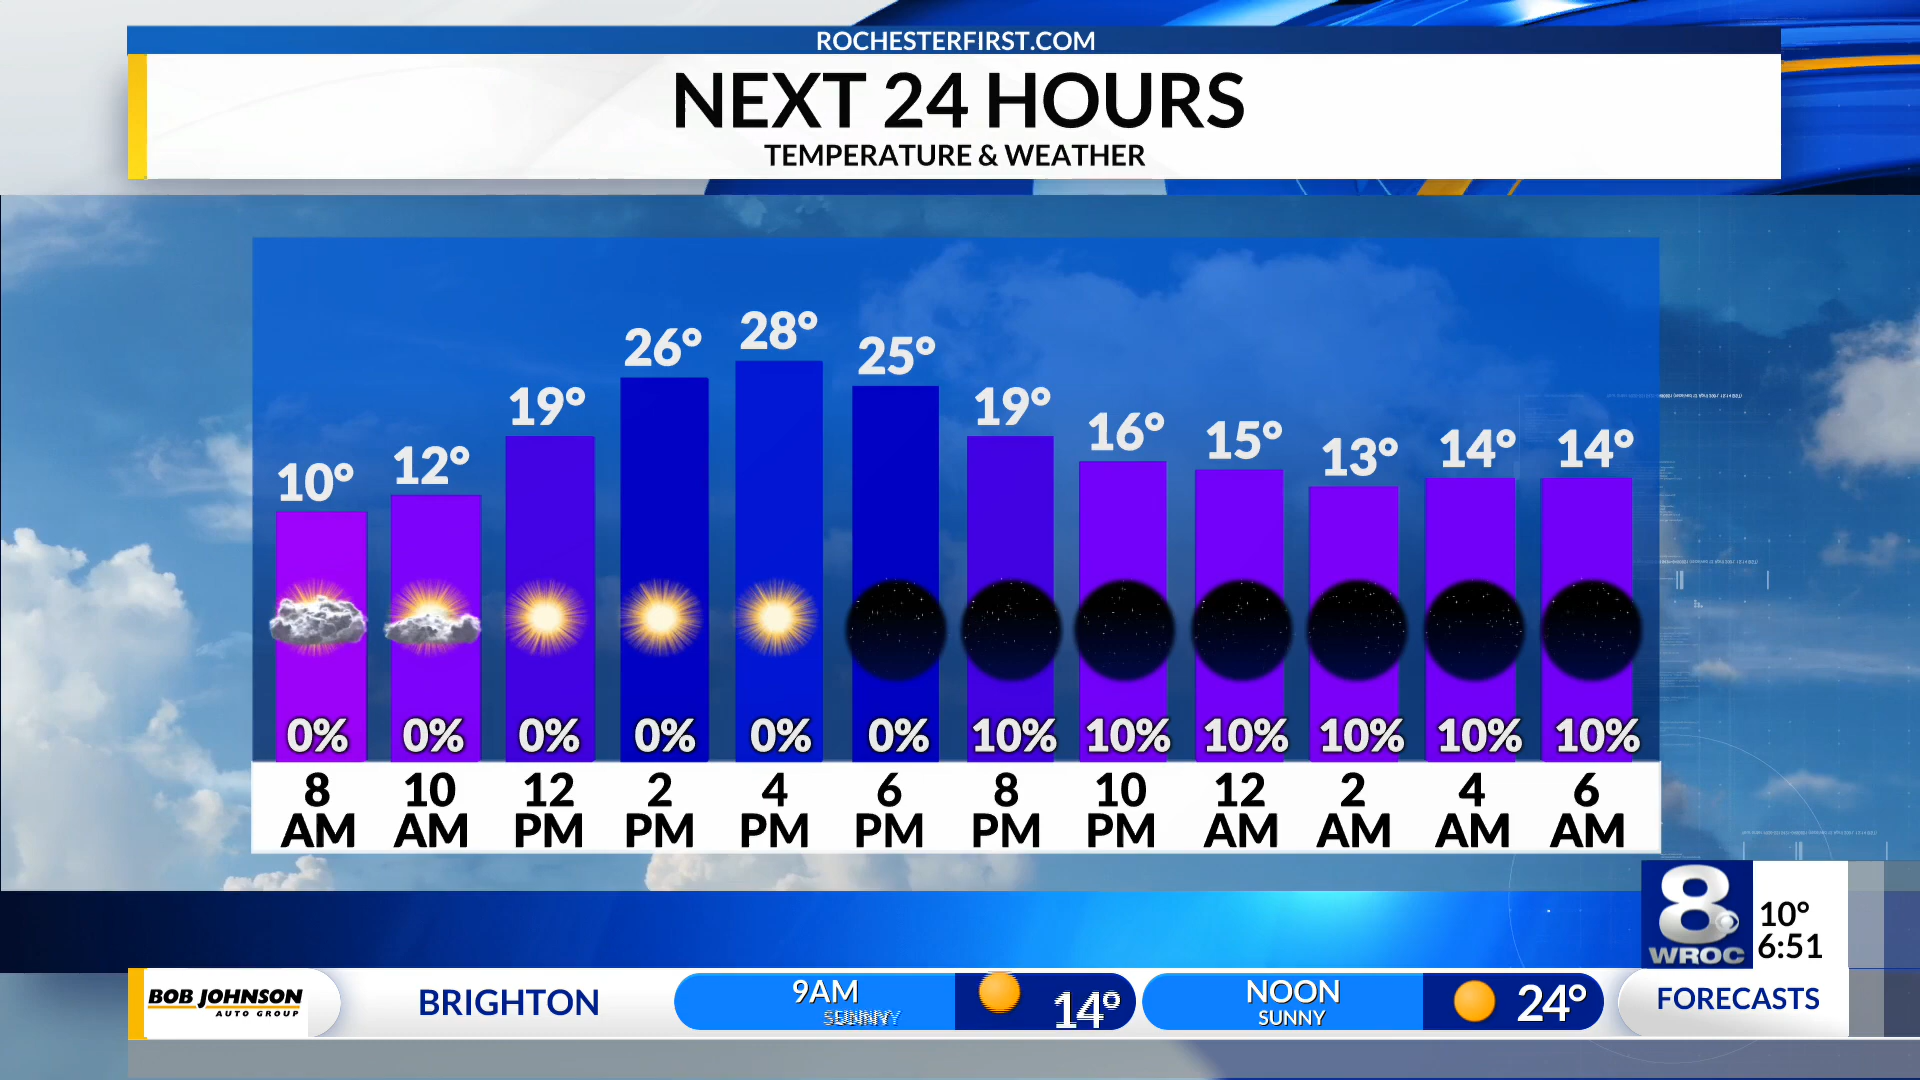 ROCHESTERFIRST.COM
NEXT 24 HOURS
TEMPERATURE & WEATHER
10° 12° 19° 26° 28° 25° 19° 16° 15° 13° 14° 14°
0% 0% 0% 0% 0% 0% 10% 10% 10% 10% 10% 10%
8 AM
10 AM
12 PM
2 PM
4 PM
6 PM
8 PM
10 PM
12 AM
2 AM
4 AM
6 AM
8
WROC
10°
6:51
BOB JOHNSON
AUTO GROUP
BRIGHTON
9AM
14°
NOON
SUNNY
24°
FORECASTS